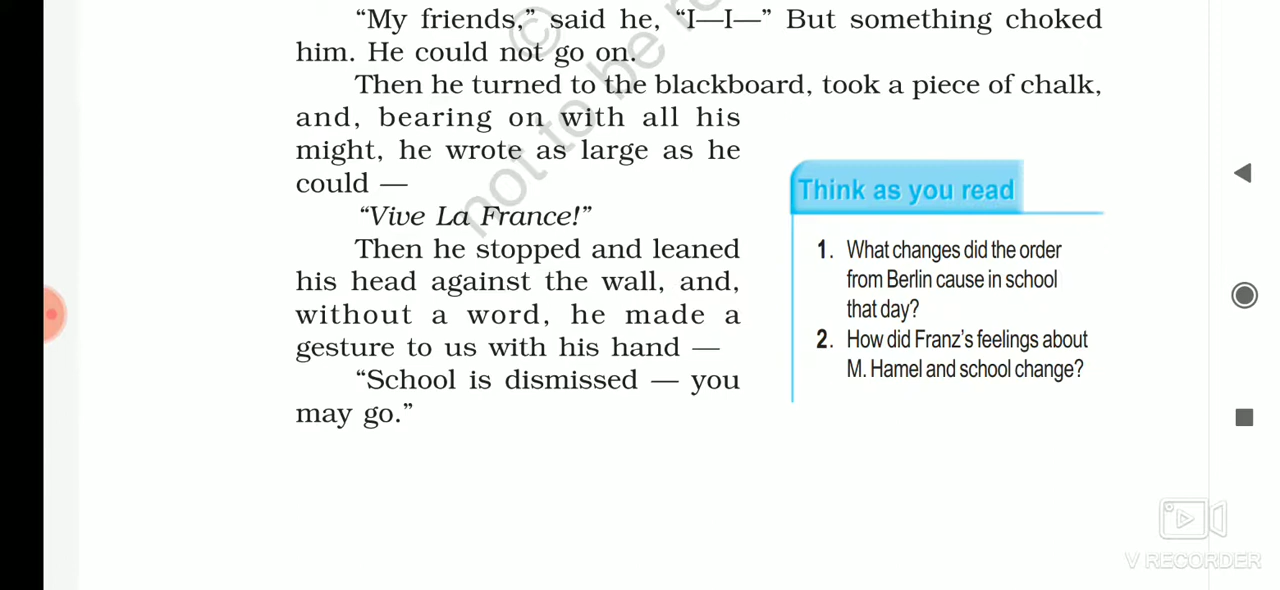 “My friends,” said he, “I—I—” But something choked
him. He could not go on.
Then he turned to the blackboard, took a piece of chalk,
and, bearing on with all his
might, he wrote as large as he
could —
“Vive La France!”
Then he stopped and leaned
his head against the wall, and,
without a word, he made a
gesture to us with his hand —
“School is dismissed — you
may go.”
Think as you read
1. What changes did the order
from Berlin cause in school
that day?
2. How did Franz’s feelings about
M. Hamel and school change?
©
not to be re
V RECORDER